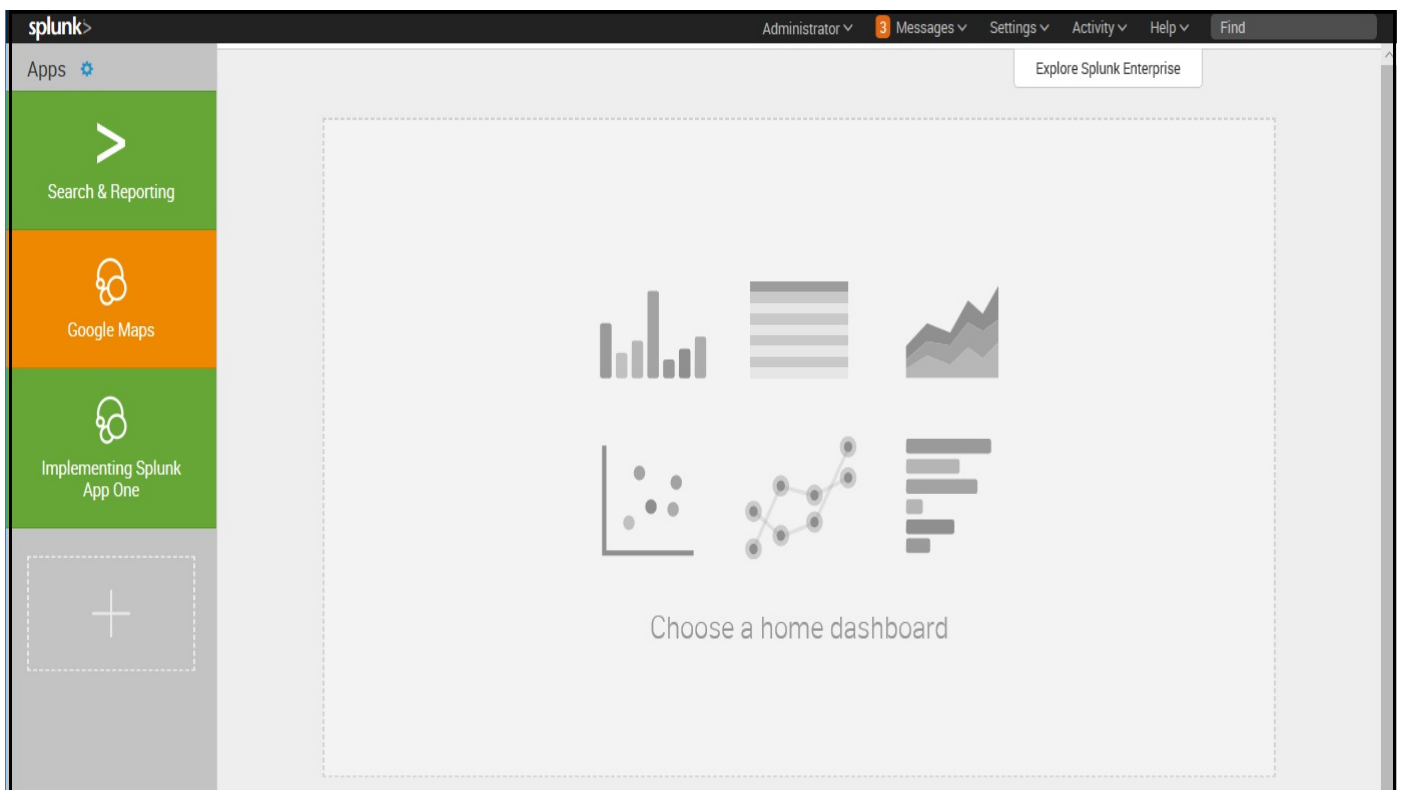 splunk>
Administrator 3 Messages Settings Activity Help Find
Apps
Explore Splunk Enterprise
Search & Reporting
Google Maps
Implementing Splunk
App One
Choose a home dashboard